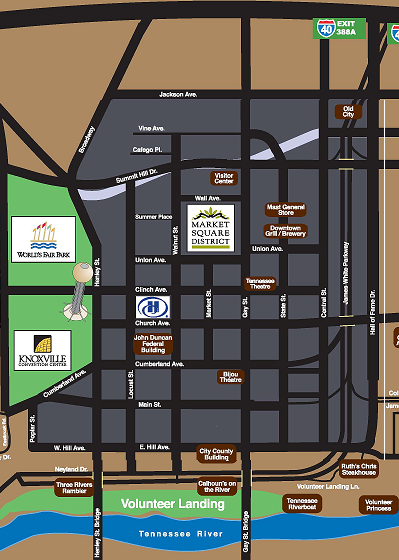 40
EXIT
388A
Jackson Ave.
Old
City
Broadway
Vine Ave.
Cafego Pl.
Summit Hill Dr.
Visitor
Center
Wall Ave.
Mast General
Store
Summer Place
MARKET
SQUARE
DISTRICT
Walnut St.
Downtown
Grill / Brewery
Union Ave.
WORLD'S FAIR PARK
Union Ave.
Henley St.
James White Parkway
Tennessee
Theatre
Clinch Ave.
Hilton
Market St.
Gay St.
State St.
Central St.
Hall of Fame Dr.
Church Ave.
John Duncan
Federal
Building
KNOXVILLE
CONVENTION CENTER
Cumberland Ave.
Cumberland Ave.
Locust St.
Bijou
Theatre
Main St.
Poplar St.
W. Hill Ave.
E. Hill Ave.
City County
Building
Neyland Dr.
Ruth's Chris
Steakhouse
Three Rivers
Rambler
Calhoun's on
the River
Volunteer Landing Ln.
Volunteer Landing
Tennessee
Riverboat
Volunteer
Princess
Henley St. Bridge
Tennessee River
Gay St. Bridge